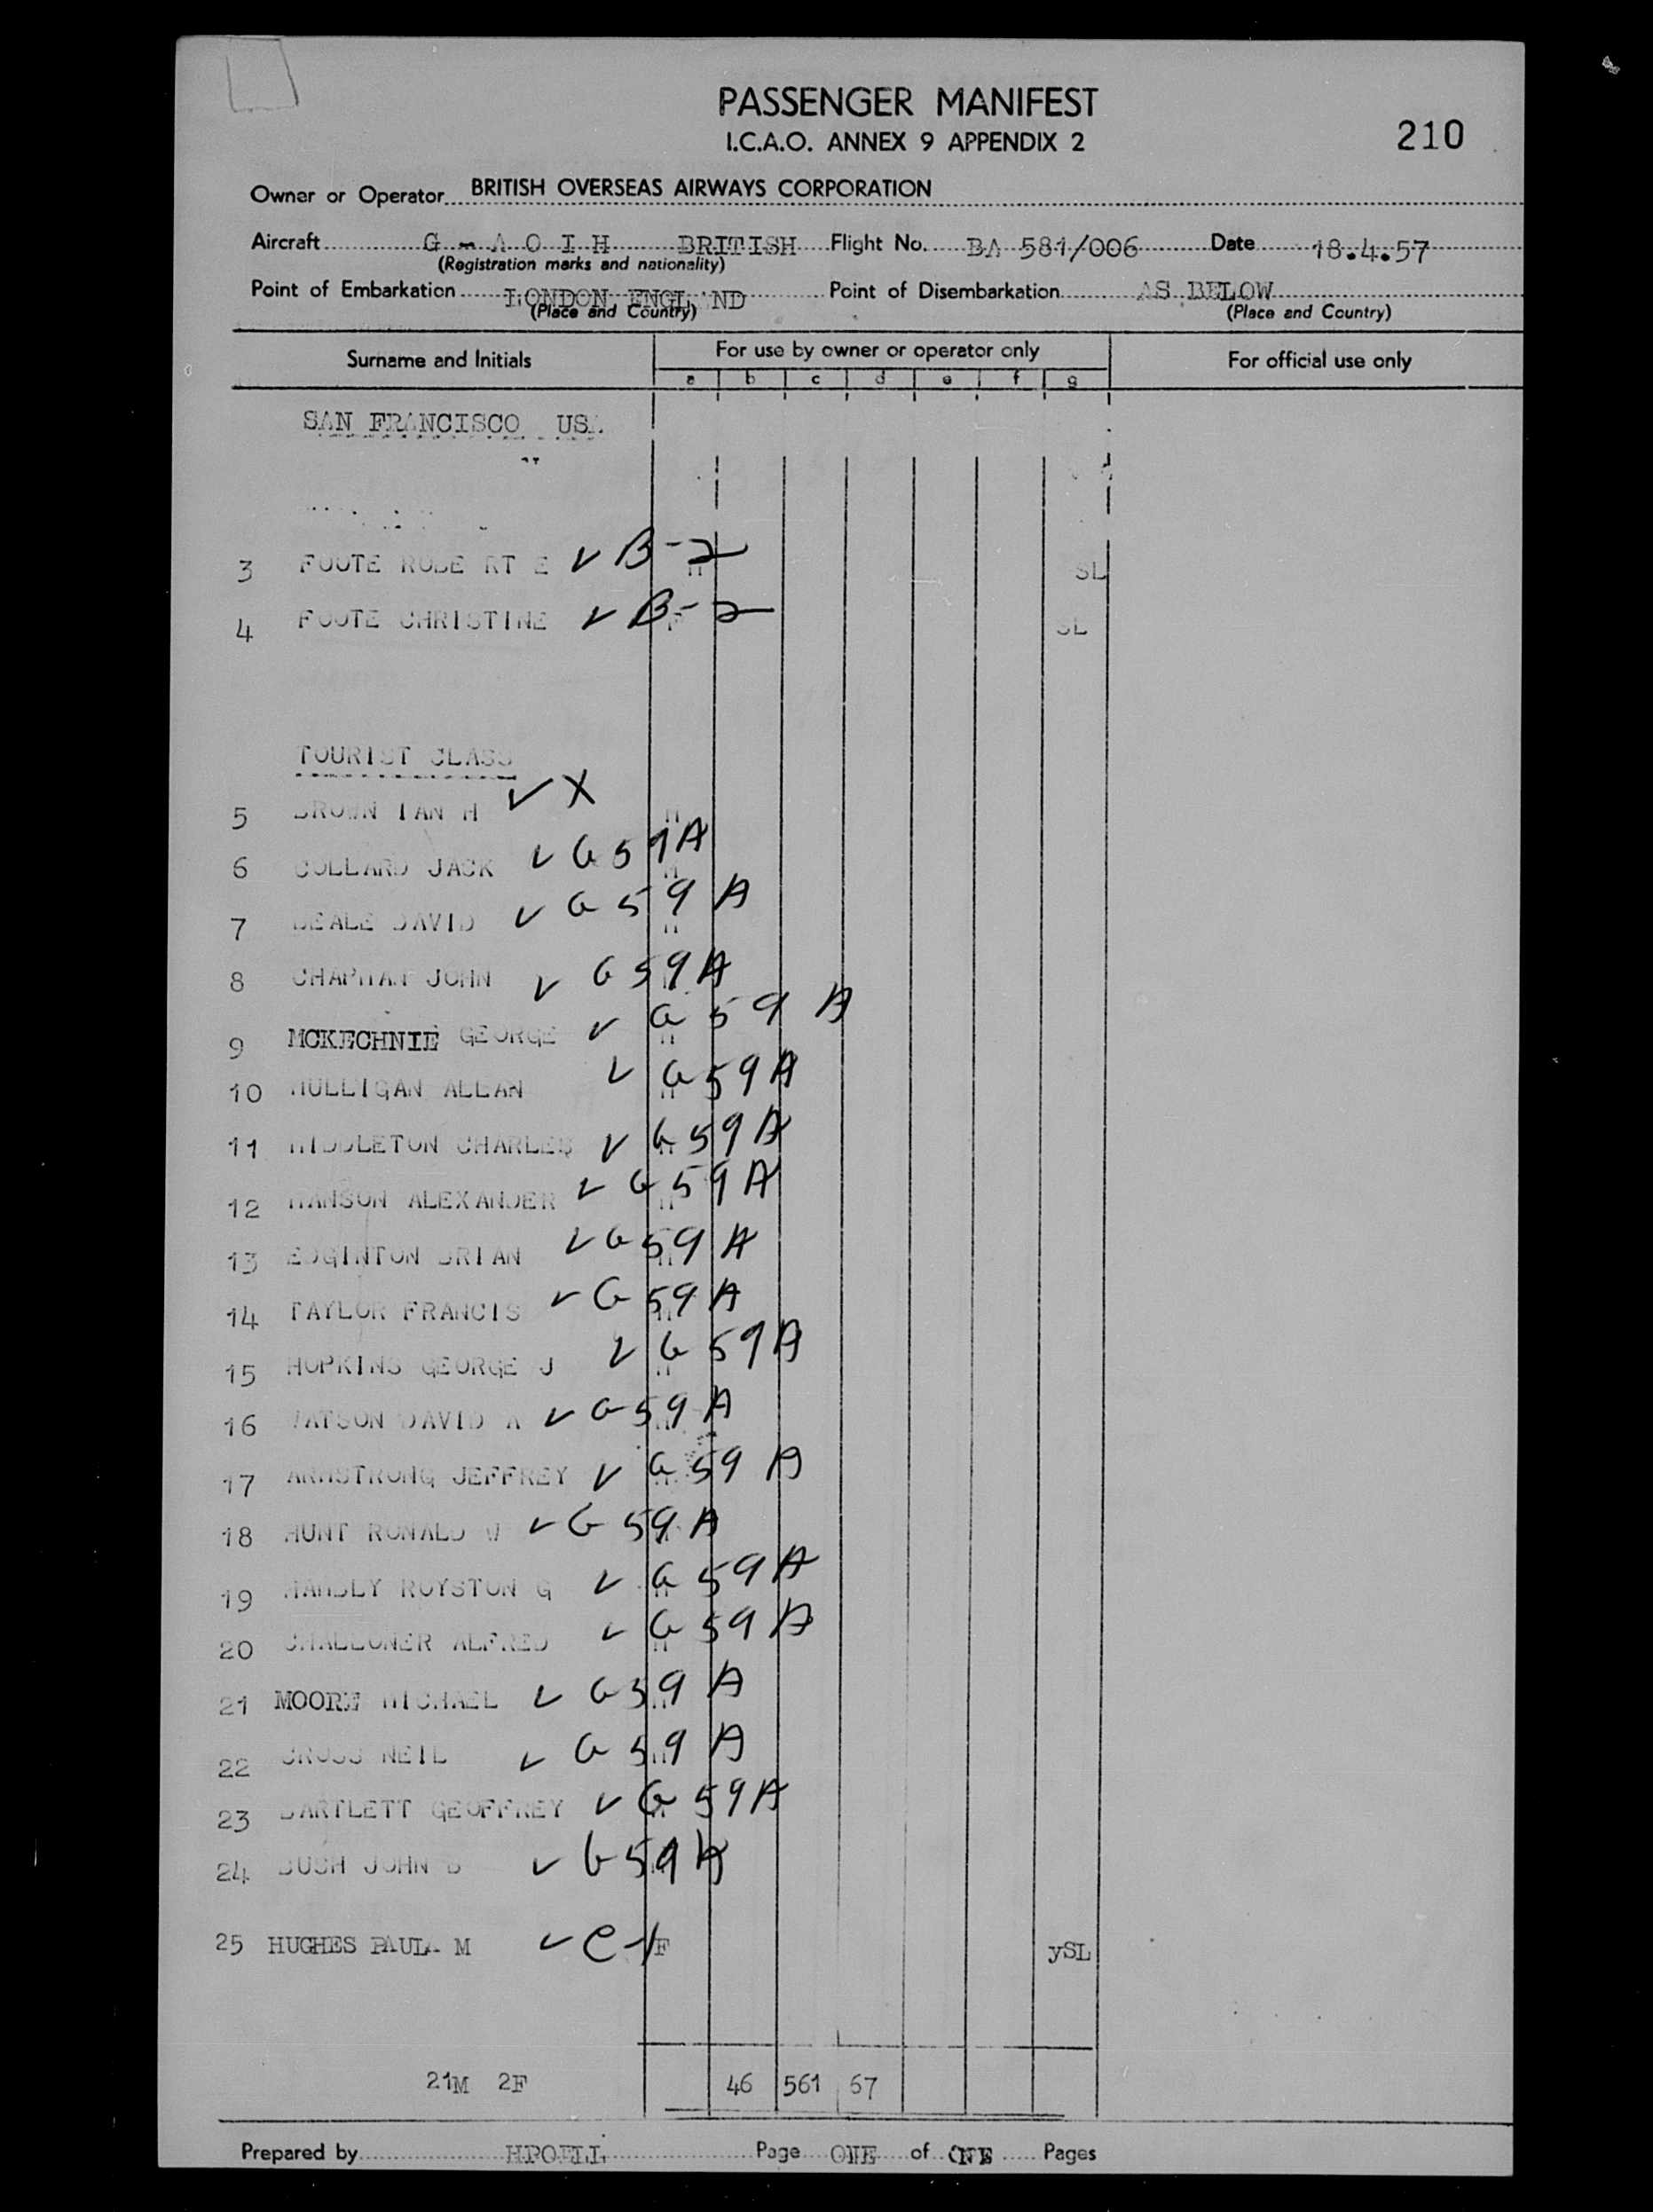 PASSENGER MANIFEST
I.C.A.O. ANNEX 9 APPENDIX 2
210
Owner or Operator BRITISH OVERSEAS AIRWAYS CORPORATION
Aircraft G - A O I H BRITISH Flight No. BA 581/006 Date 18.4.57
(Registration marks and nationality)
Point of Embarkation LONDON, ENGLAND Point of Disembarkation AS BELOW
(Place and Country) (Place and Country)
Surname and Initials For use by owner or operator only For official use only
a b c d e f g
SAN FRANCISCO USA
3 FOOTE ROBERT E ✓ B-2 M SL
4 FOOTE CHRISTINE ✓ B-2 F SL
TOURIST CLASS
5 BROWN IAN H ✓ X M
6 COLLARD JACK ✓ G59A M
7 DEALE DAVID ✓ G59A M
8 CHAPMAN JOHN ✓ G59A
9 MCKECHNIE GEORGE ✓ G59A M
10 MULLIGAN ALLAN ✓ G59A M
11 MIDDLETON CHARLES ✓ G59A M
12 MANSON ALEXANDER ✓ G59A M
13 EDGINTON BRIAN ✓ G59A M
14 TAYLOR FRANCIS ✓ G59A M
15 HOPKINS GEORGE J ✓ G59A M
16 WATSON DAVID ✓ G59A M
17 ARMSTRONG JEFFREY ✓ G59A M
18 HUNT RONALD W ✓ G59A
19 ROYSTON G ✓ G59A M
20 CHALLONER ALFRED ✓ G59A M
21 MOORE MICHAEL ✓ G59A M
22 CROSS NEIL ✓ G59A M
23 BARTLETT GEOFFREY ✓ G59A M
24 BUSH JOHN B ✓ G59A
25 HUGHES PAULA M ✓ C-1 F ySL
21M 2F 46 561 67
Prepared by Page ONE of ONE Pages